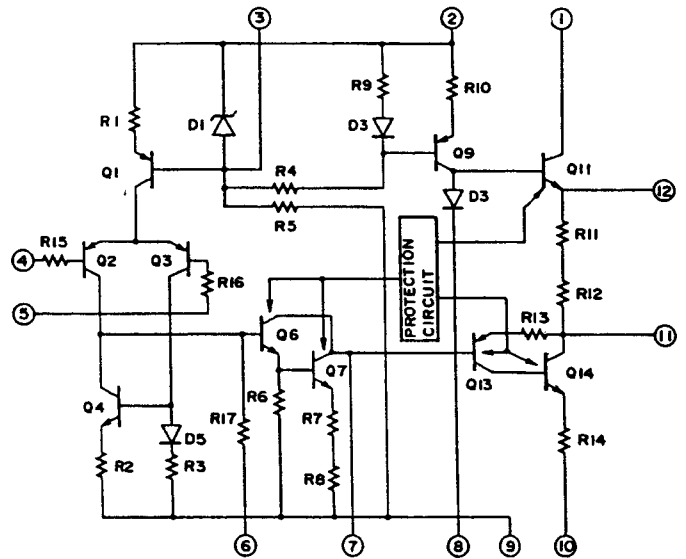 3 2 1
R9 R10
R1 D1 D3
Q1 Q9 Q11
R4 D3 12
R5 R11
R15
4 Q2 Q3
R16 PROTECTION CIRCUIT R12
5 R13
Q6 11
Q7 Q13 Q14
Q4 R6
R17 R7
D5
R2 R3 R8 R14
6 7 8 9 10